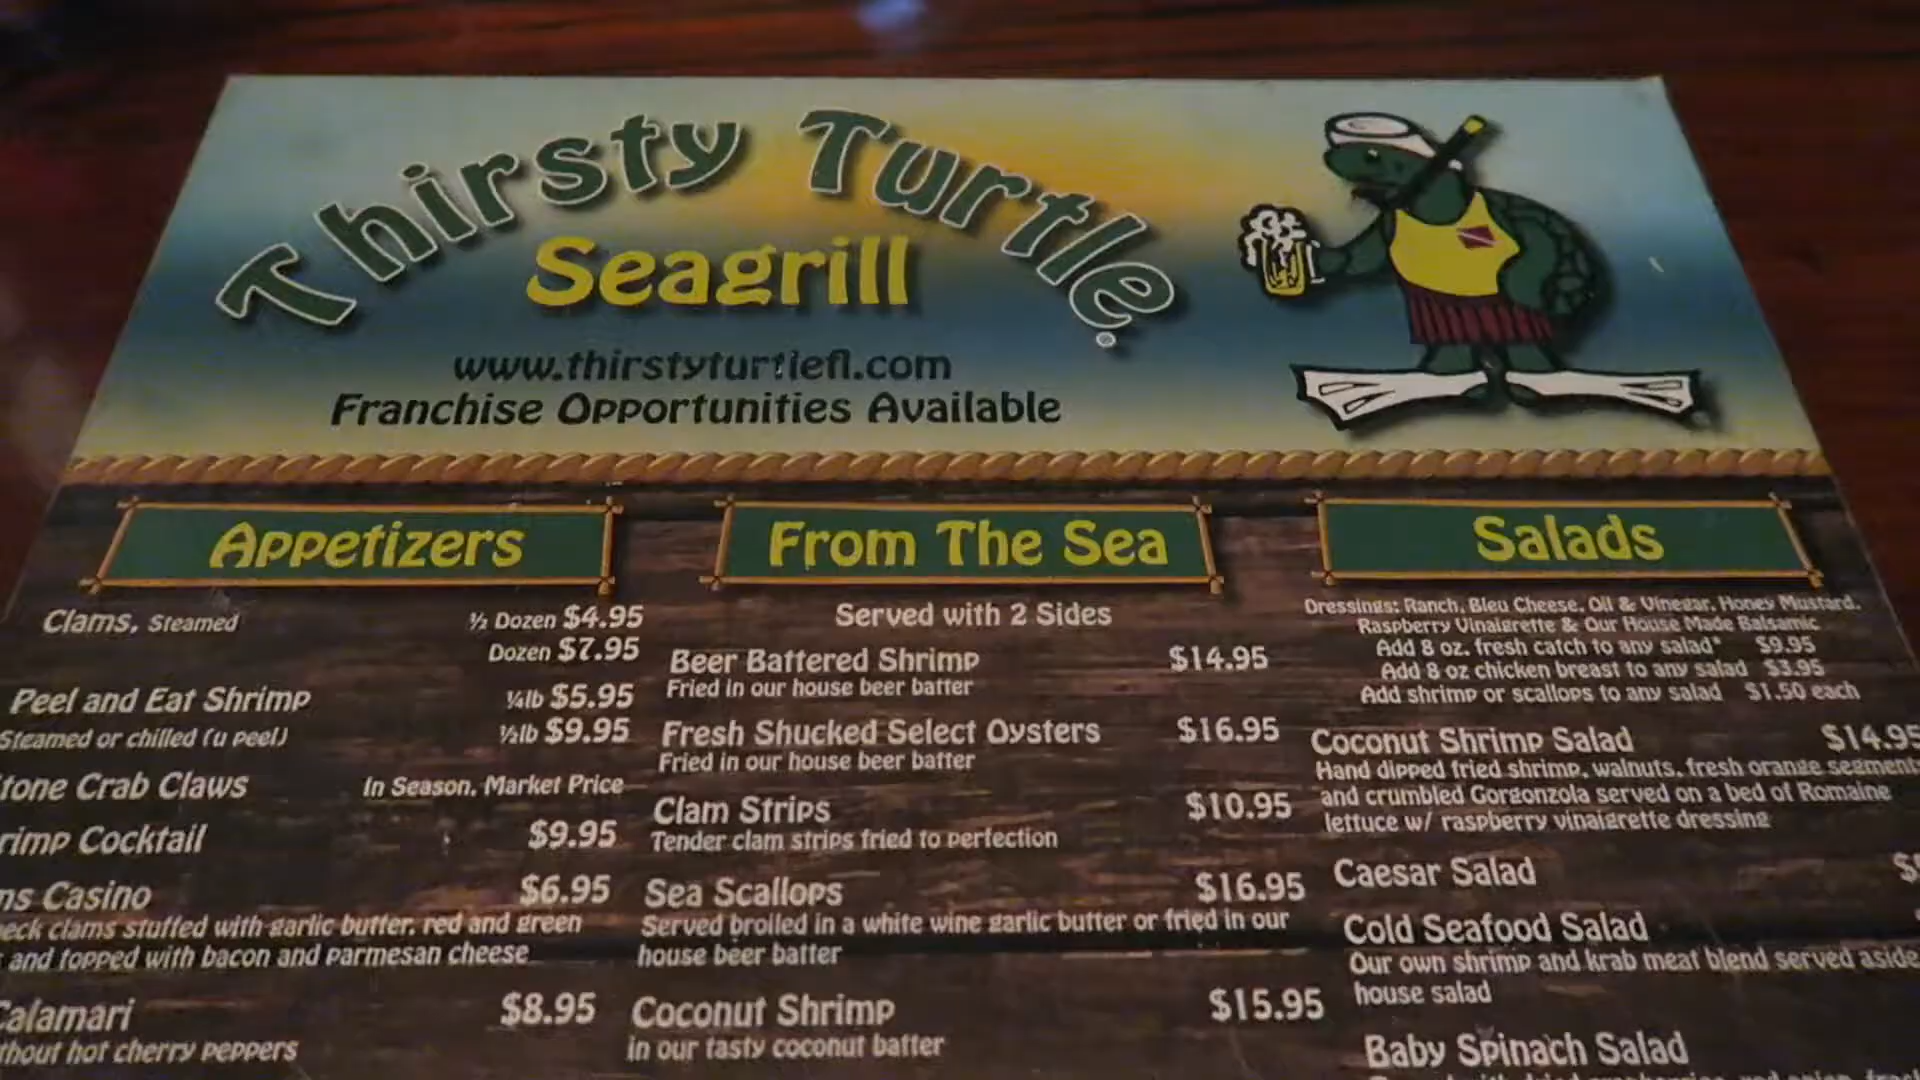 Thirsty Turtle
Seagrill
www.thirstyturtlefl.com
Franchise Opportunities Available
Appetizers
Clams, Steamed ½ Dozen $4.95
Dozen $7.95
Peel and Eat Shrimp ¼lb $5.95
Steamed or chilled (u peel) ½lb $9.95
tone Crab Claws In Season, Market Price
rimp Cocktail $9.95
ms Casino $6.95
eck clams stuffed with garlic butter, red and green
and topped with bacon and parmesan cheese
Calamari $8.95
thout hot cherry peppers
From The Sea
Served with 2 Sides
Beer Battered Shrimp $14.95
Fried in our house beer batter
Fresh Shucked Select Oysters $16.95
Fried in our house beer batter
Clam Strips $10.95
Tender clam strips fried to perfection
Sea Scallops $16.95
Served broiled in a white wine garlic butter or fried in our
house beer batter
Coconut Shrimp $15.95
in our tasty coconut batter
Salads
Dressings: Ranch, Bleu Cheese, Oil & Vinegar, Honey Mustard,
Raspberry Vinaigrette & Our House Made Balsamic
Add 8 oz. fresh catch to any salad* $9.95
Add 8 oz chicken breast to any salad $3.95
Add shrimp or scallops to any salad $1.50 each
Coconut Shrimp Salad $14.95
Hand dipped fried shrimp, walnuts, fresh orange segments
and crumbled Gorgonzola served on a bed of Romaine
lettuce w/ raspberry vinaigrette dressing
Caesar Salad
Cold Seafood Salad
Our own shrimp and krab meat blend served aside
house salad
Baby Spinach Salad